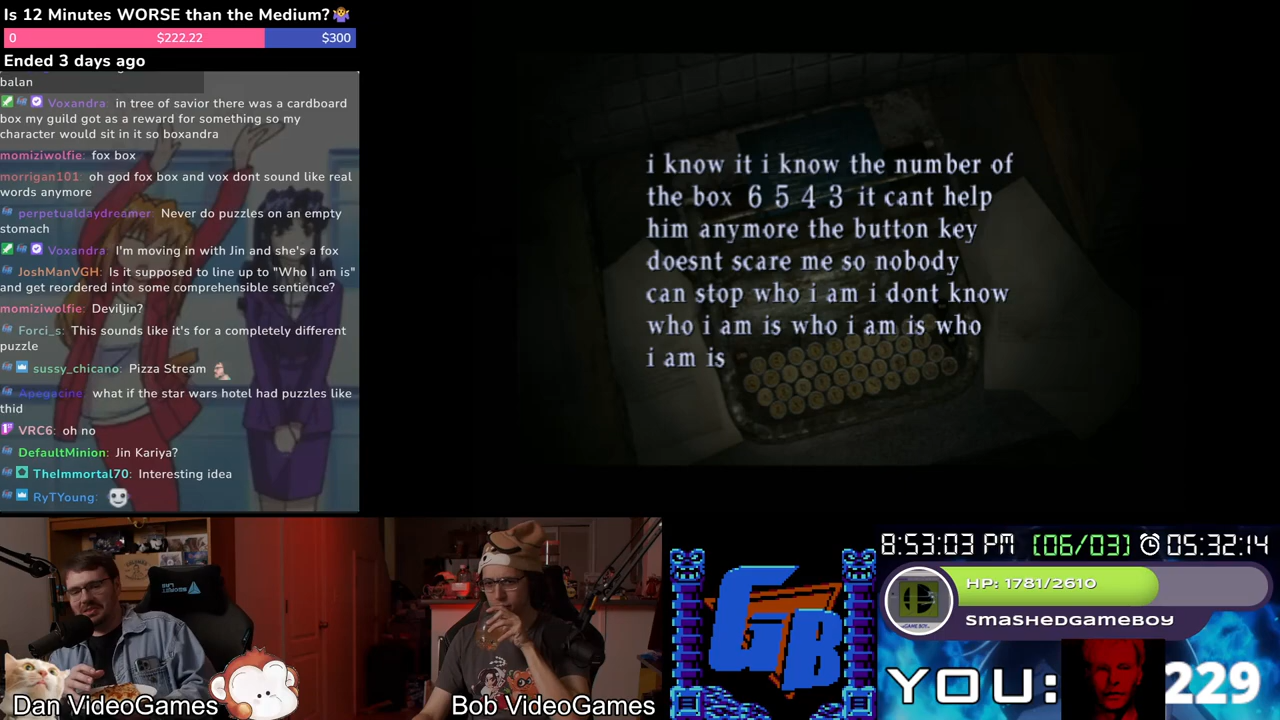 Is 12 Minutes WORSE than the Medium?🤷
0 $222.22 $300
Ended 3 days ago
balan
Voxandra: in tree of savior there was a cardboard
box my guild got as a reward for something so my
character would sit in it so boxandra
momiziwolfie: fox box
morrigan101: oh god fox box and vox dont sound like real
words anymore
perpetualdaydreamer: Never do puzzles on an empty
stomach
Voxandra: I'm moving in with Jin and she's a fox
JoshManVGH: Is it supposed to line up to "Who I am is"
and get reordered into some comprehensible sentence?
momiziwolfie: Deviljin?
Forci_s: This sounds like it's for a completely different
puzzle
sussy_chicano: Pizza Stream
Apegacine: what if the star wars hotel had puzzles like
thid
VRC6: oh no
DefaultMinion: Jin Kariya?
TheImmortal70: Interesting idea
RyTYoung:
i know it i know the number of
the box 6 5 4 3 it cant help
him anymore the button key
doesnt scare me so nobody
can stop who i am i dont know
who i am is who i am is who
i am is
Dan VideoGames
Bob VideoGames
GB
8:53:03 PM [06/03] 05:32:14
HP: 1781/2610
SmaSHeDGameBoy
YOU: 229